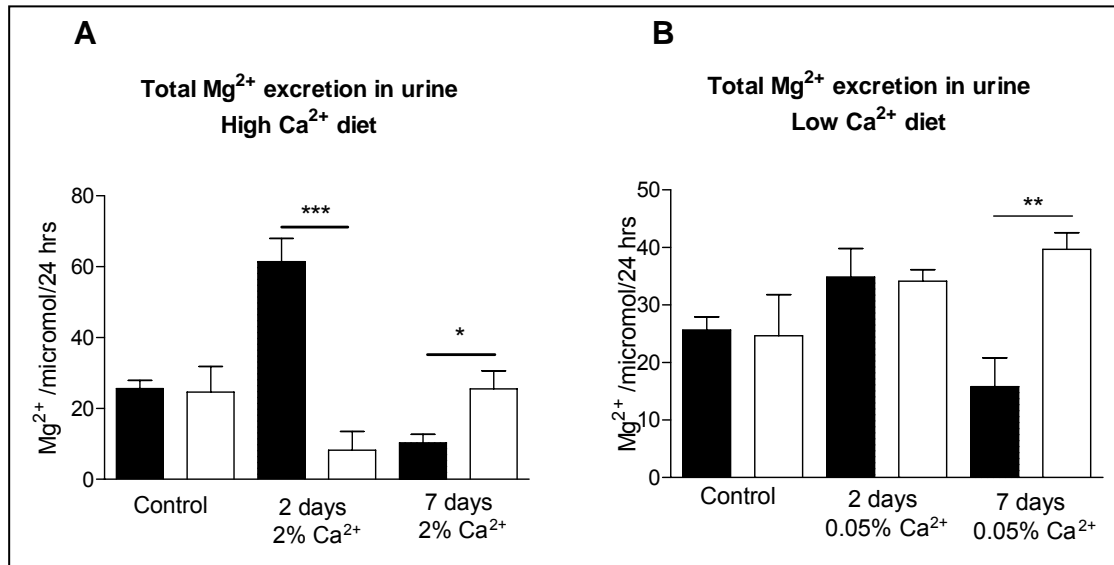 A
Total Mg²⁺ excretion in urine
High Ca²⁺ diet
Mg²⁺ /micromol/24 hrs
80
60
40
20
0
***
*
Control
2 days
2% Ca²⁺
7 days
2% Ca²⁺
B
Total Mg²⁺ excretion in urine
Low Ca²⁺ diet
Mg²⁺ /micromol/24 hrs
50
40
30
20
10
0
**
Control
2 days
0.05% Ca²⁺
7 days
0.05% Ca²⁺